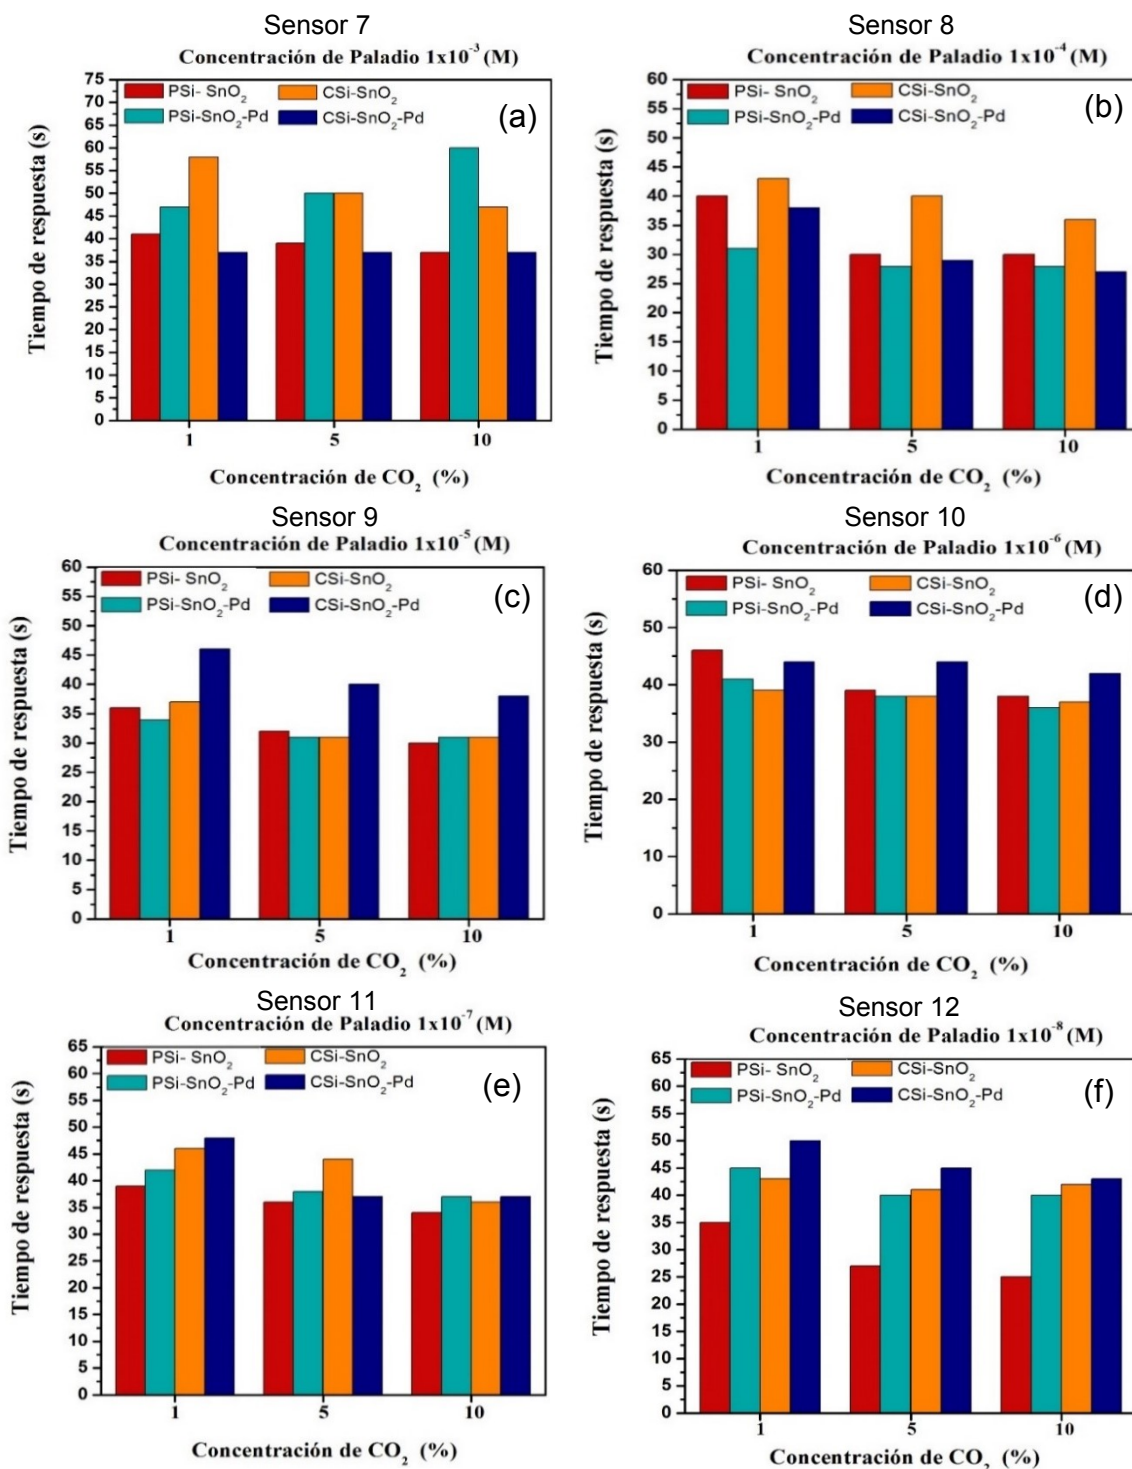 Sensor 7
Concentración de Paladio 1x10⁻³ (M)
PSi- SnO₂
CSi-SnO₂
PSi-SnO₂-Pd
CSi-SnO₂-Pd
(a)
75
70
65
60
55
50
45
40
35
30
25
20
15
10
5
0
Tiempo de respuesta (s)
1
5
10
Concentración de CO₂ (%)
Sensor 8
Concentración de Paladio 1x10⁻⁴ (M)
PSi- SnO₂
CSi-SnO₂
PSi-SnO₂-Pd
CSi-SnO₂-Pd
(b)
60
55
50
45
40
35
30
25
20
15
10
5
0
Tiempo de respuesta (s)
1
5
10
Concentración de CO₂ (%)
Sensor 9
Concentración de Paladio 1x10⁻⁵ (M)
PSi- SnO₂
CSi-SnO₂
PSi-SnO₂-Pd
CSi-SnO₂-Pd
(c)
60
55
50
45
40
35
30
25
20
15
10
5
0
Tiempo de respuesta (s)
1
5
10
Concentración de CO₂ (%)
Sensor 10
Concentración de Paladio 1x10⁻⁶ (M)
PSi- SnO₂
CSi-SnO₂
PSi-SnO₂-Pd
CSi-SnO₂-Pd
(d)
60
50
40
30
20
10
0
Tiempo de respuesta (s)
1
5
10
Concentración de CO₂ (%)
Sensor 11
Concentración de Paladio 1x10⁻⁷ (M)
PSi- SnO₂
CSi-SnO₂
PSi-SnO₂-Pd
CSi-SnO₂-Pd
(e)
65
60
55
50
45
40
35
30
25
20
15
10
5
0
Tiempo de respuesta (s)
1
5
10
Concentración de CO₂ (%)
Sensor 12
Concentración de Paladio 1x10⁻⁸ (M)
PSi- SnO₂
CSi-SnO₂
PSi-SnO₂-Pd
CSi-SnO₂-Pd
(f)
65
60
55
50
45
40
35
30
25
20
15
10
5
0
Tiempo de respuesta (s)
1
5
10
Concentración de CO₂ (%)